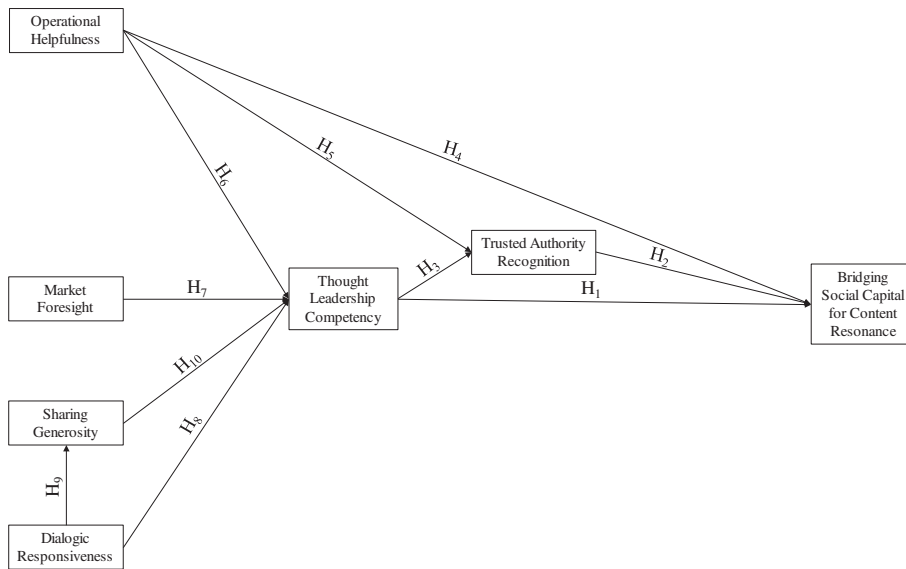 Operational
Helpfulness
H4
H5
H6
Trusted Authority
Recognition
H2
H3
Market
Foresight
H7
Thought
Leadership
Competency
H1
Bridging
Social Capital
for Content
Resonance
H10
Sharing
Generosity
H8
H9
Dialogic
Responsiveness